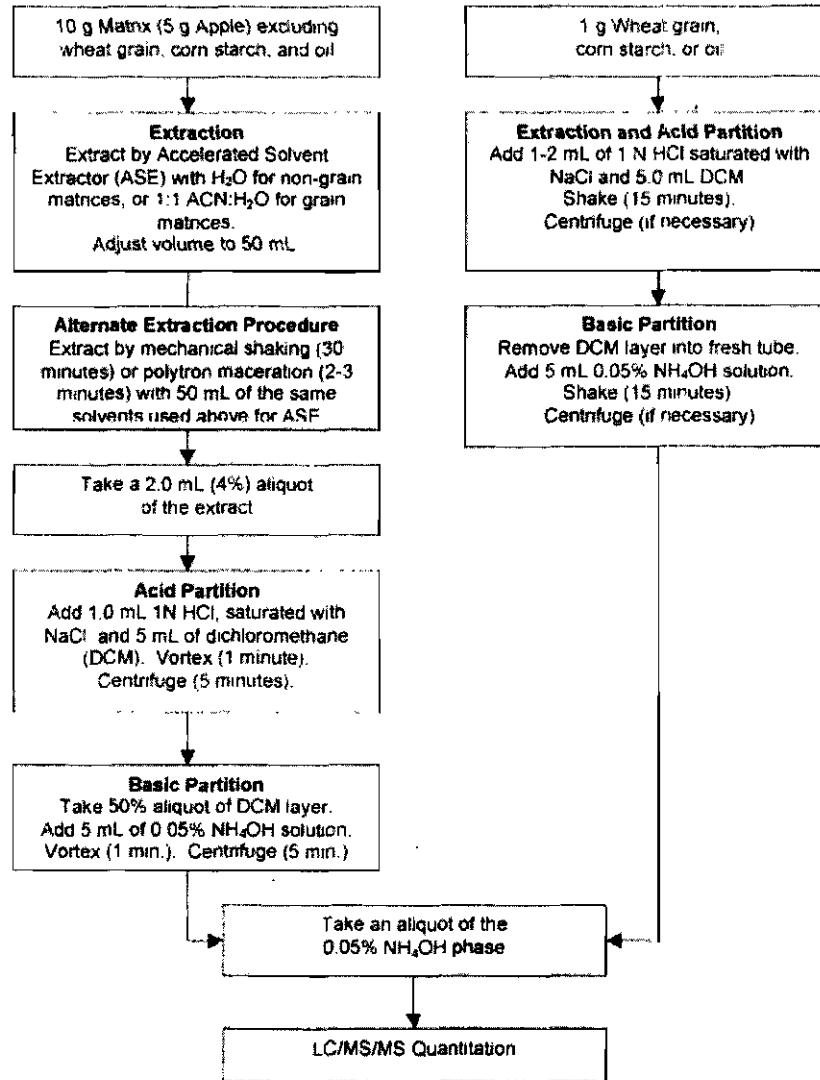 10 g Matrix (5 g Apple) excluding
wheat grain, corn starch, and oil
Extraction
Extract by Accelerated Solvent
Extractor (ASE) with H₂O for non-grain
matrices, or 1:1 ACN:H₂O for grain
matrices.
Adjust volume to 50 mL
Alternate Extraction Procedure
Extract by mechanical shaking (30
minutes) or polytron maceration (2-3
minutes) with 50 mL of the same
solvents used above for ASE
Take a 2.0 mL (4%) aliquot
of the extract
Acid Partition
Add 1.0 mL 1N HCl, saturated with
NaCl and 5 mL of dichloromethane
(DCM). Vortex (1 minute).
Centrifuge (5 minutes).
Basic Partition
Take 50% aliquot of DCM layer.
Add 5 mL of 0.05% NH₄OH solution.
Vortex (1 min.). Centrifuge (5 min.)
1 g Wheat grain,
corn starch, or oil
Extraction and Acid Partition
Add 1-2 mL of 1 N HCl saturated with
NaCl and 5.0 mL DCM
Shake (15 minutes).
Centrifuge (if necessary)
Basic Partition
Remove DCM layer into fresh tube.
Add 5 mL 0.05% NH₄OH solution.
Shake (15 minutes)
Centrifuge (if necessary)
Take an aliquot of the
0.05% NH₄OH phase
LC/MS/MS Quantitation